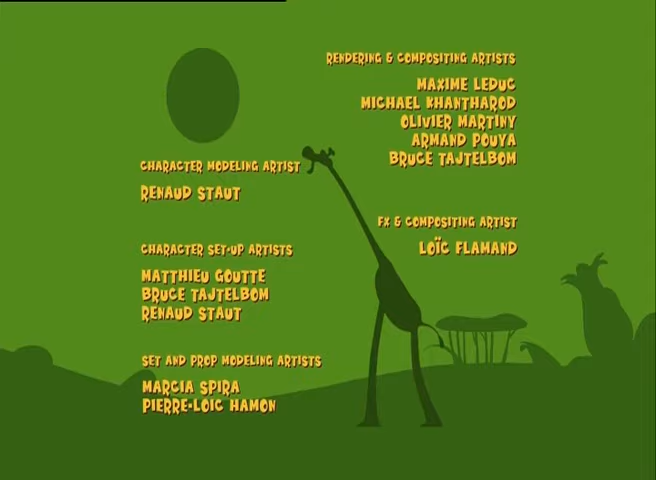 CHARACTER MODELING ARTIST
RENAUD STAUT
CHARACTER SET-UP ARTISTS
MATTHIEU GOUTTE
BRUCE TAJTELBOM
RENAUD STAUT
SET AND PROP MODELING ARTISTS
MARCIA SPIRA
PIERRE-LOIC HAMON
RENDERING & COMPOSITING ARTISTS
MAXIME LEDUC
MICHAEL KHANTHAROD
OLIVIER MARTINY
ARMAND POUYA
BRUCE TAJTELBOM
FX & COMPOSITING ARTIST
LOÏC FLAMAND